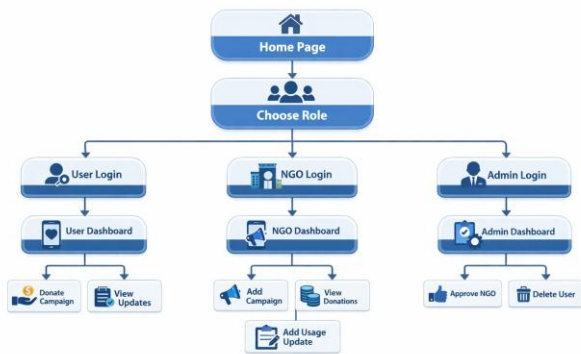 Home Page
Choose Role
User Login
NGO Login
Admin Login
User Dashboard
NGO Dashboard
Admin Dashboard
Donate
Campaign
View
Updates
Add
Campaign
View
Donations
Approve NGO
Delete User
Add Usage
Update